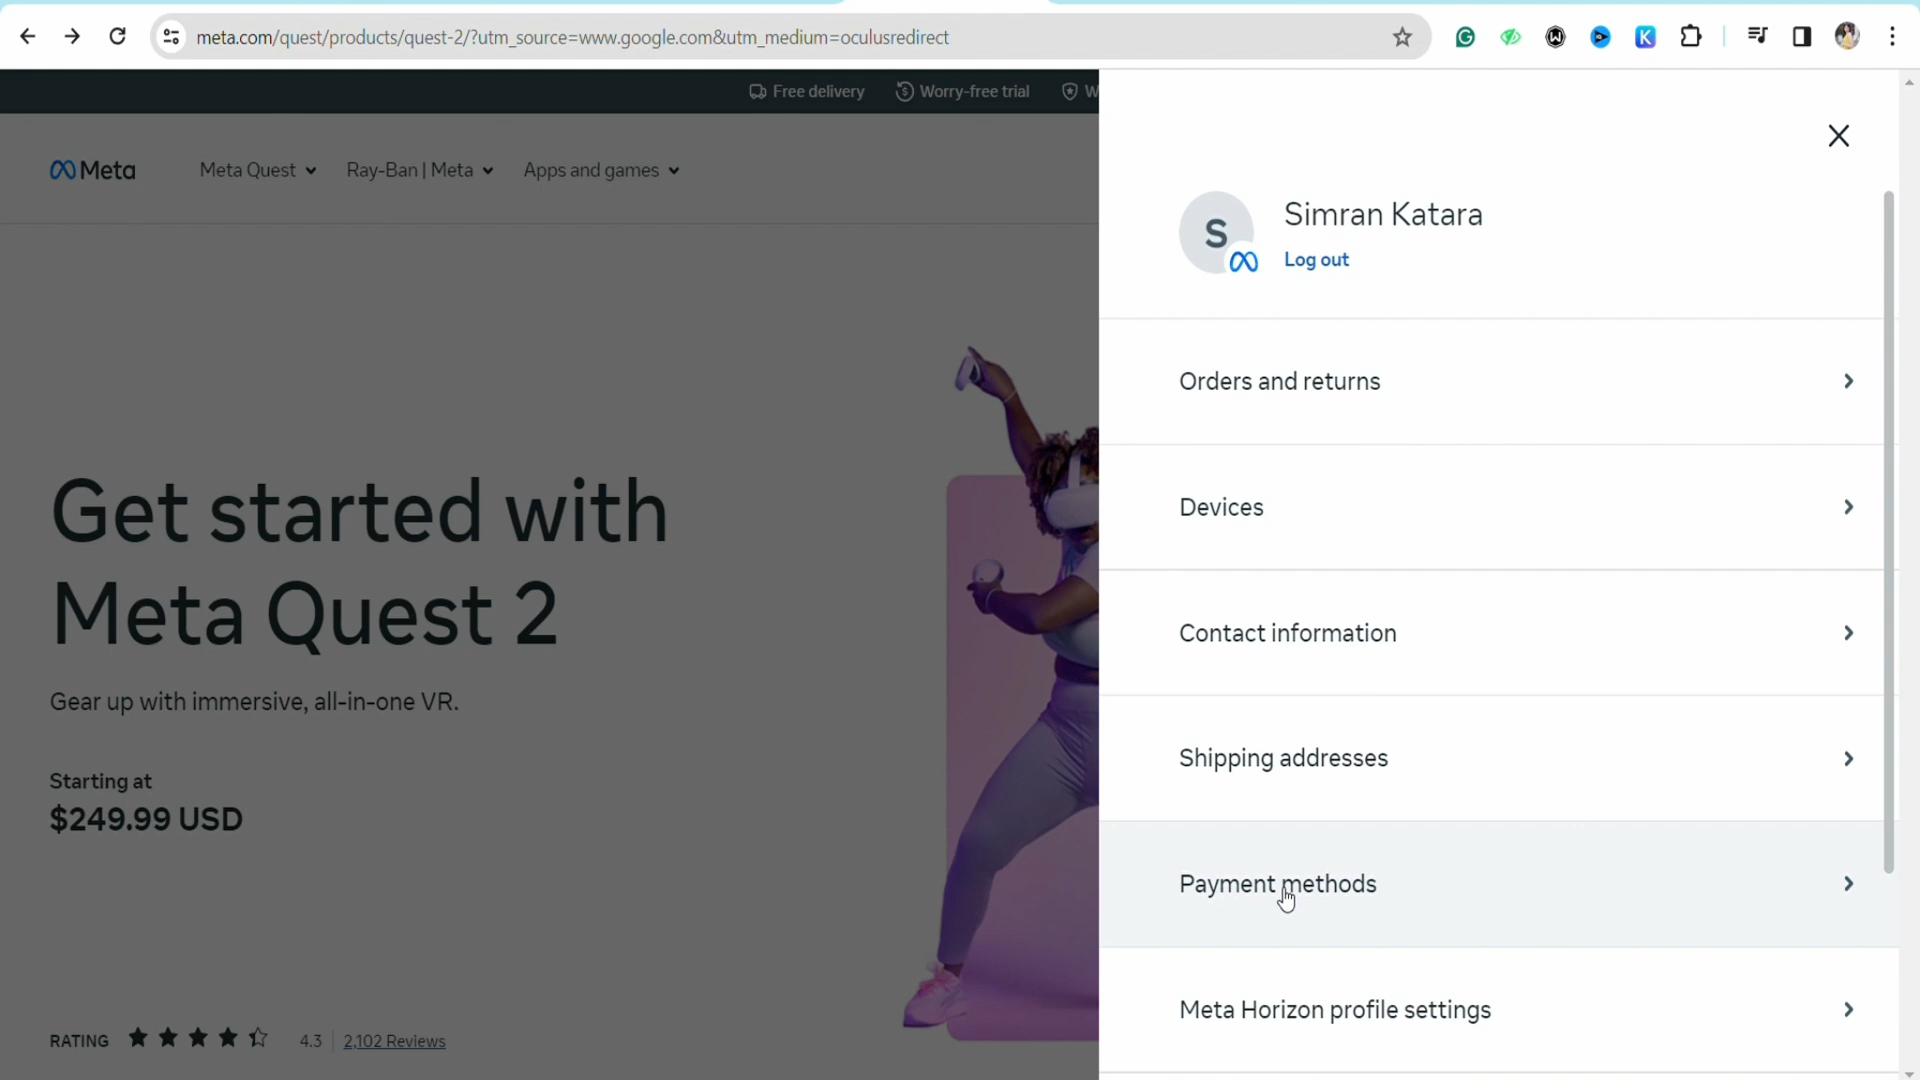 meta.com/quest/products/quest-2/?utm_source=www.google.com&utm_medium=oculusredirect
Free delivery
Worry-free trial
W
Meta
Meta Quest
Ray-Ban | Meta
Apps and games
Get started with
Meta Quest 2
Gear up with immersive, all-in-one VR.
Starting at
$249.99 USD
RATING
4.3
2,102 Reviews
S
Simran Katara
Log out
Orders and returns
Devices
Contact information
Shipping addresses
Payment methods
Meta Horizon profile settings